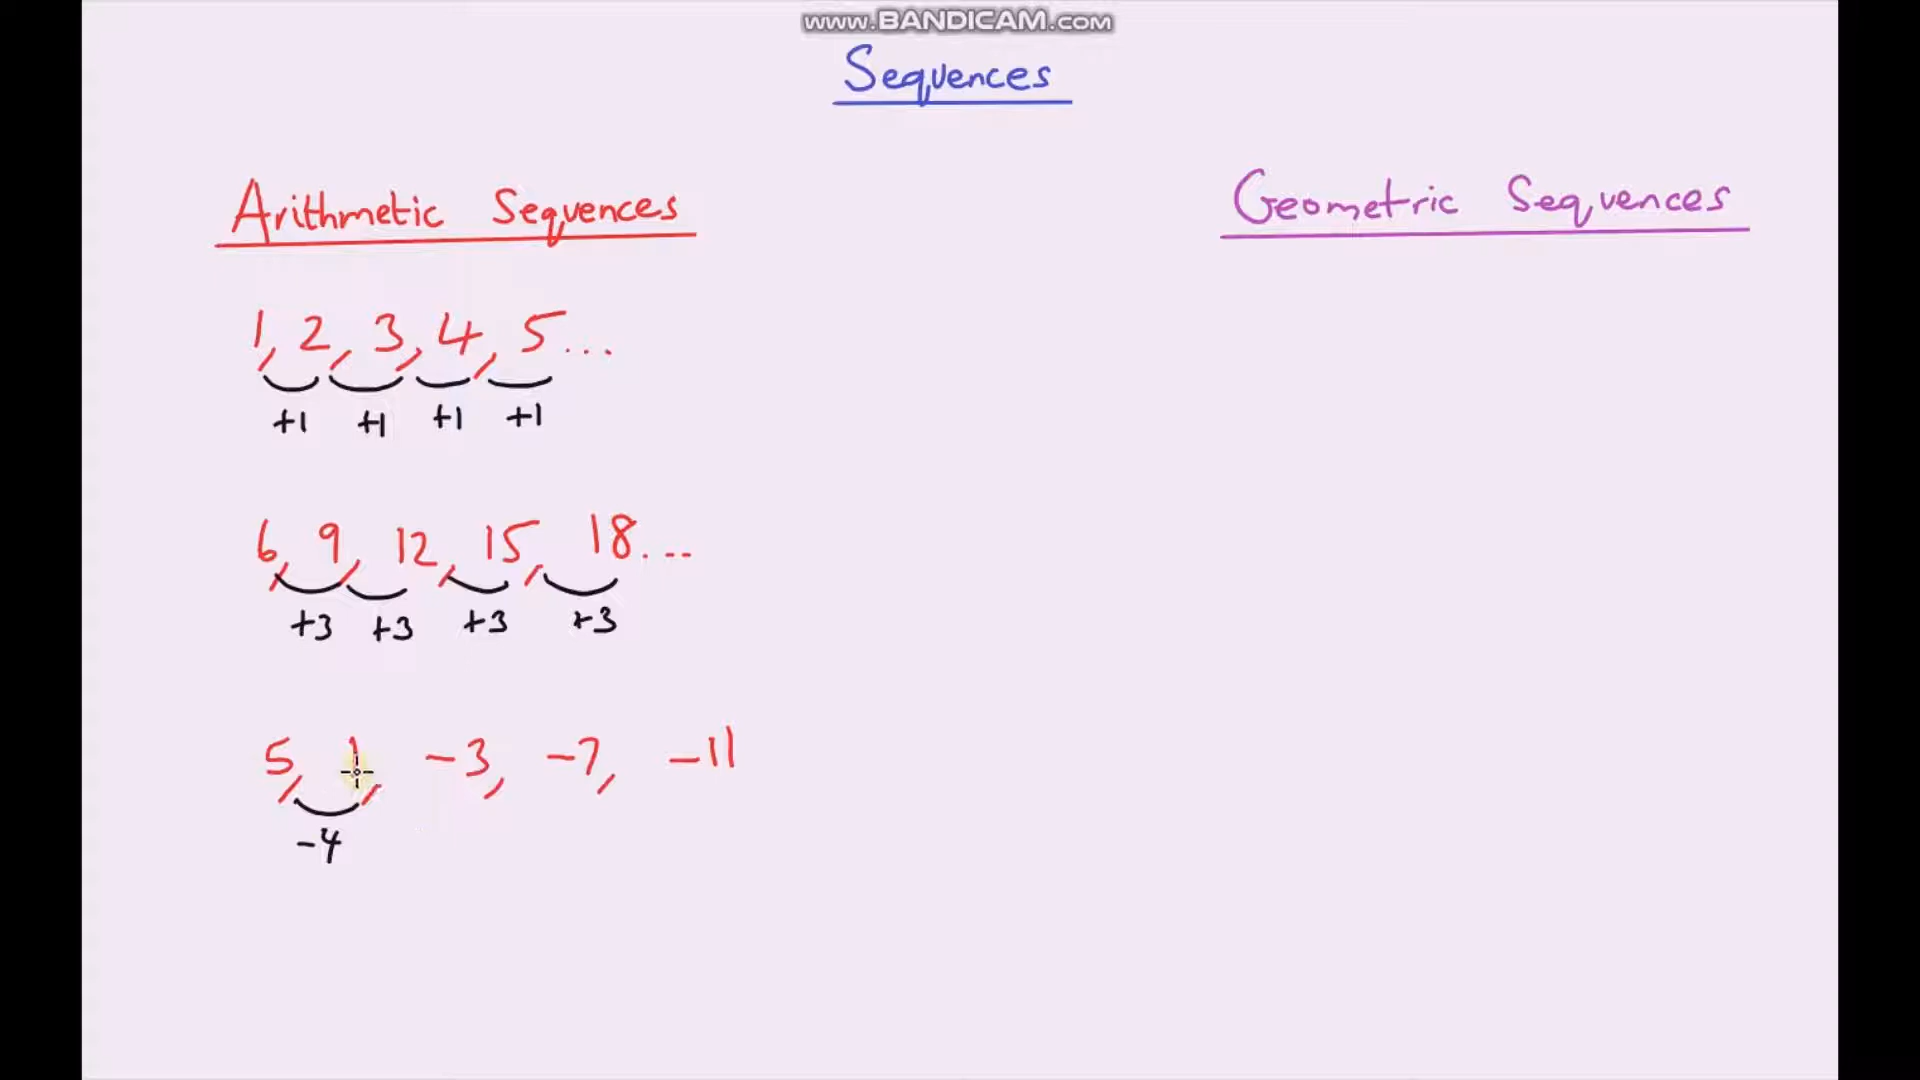 www.BANDICAM.com
Sequences
Arithmetic Sequences
1, 2, 3, 4, 5...
+1 +1 +1 +1
6, 9, 12, 15, 18...
+3 +3 +3 +3
5, 1, -3, -7, -11
-4
Geometric Sequences